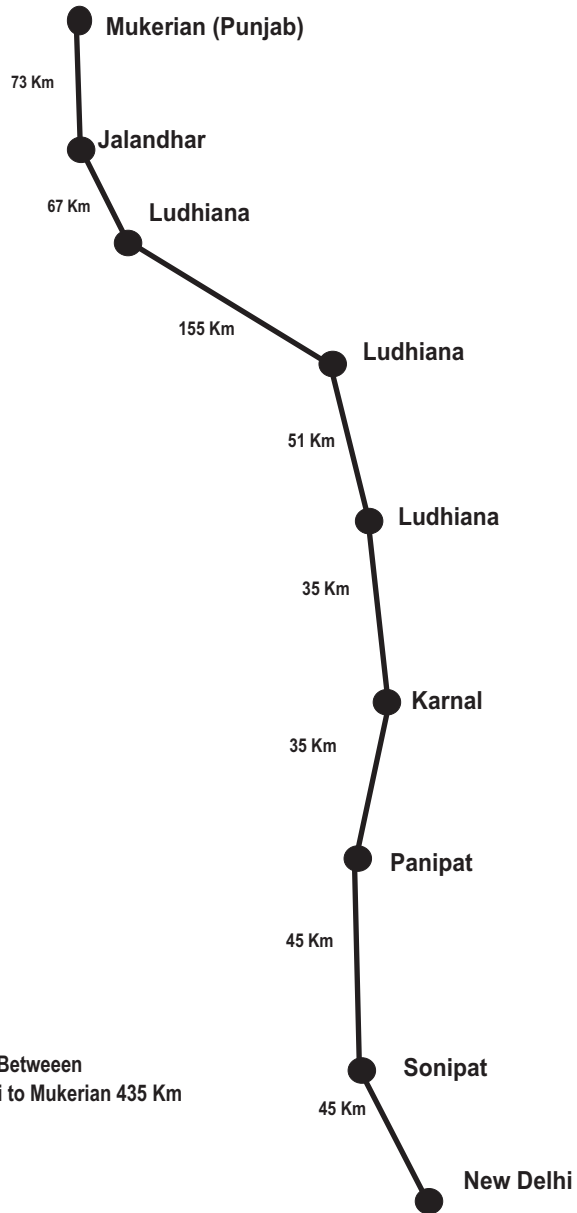 Mukerian (Punjab)
73 Km
Jalandhar
67 Km
Ludhiana
155 Km
Ludhiana
51 Km
Ludhiana
35 Km
Karnal
35 Km
Panipat
45 Km
Sonipat
Betweeen
to Mukerian 435 Km
45 Km
New Delhi